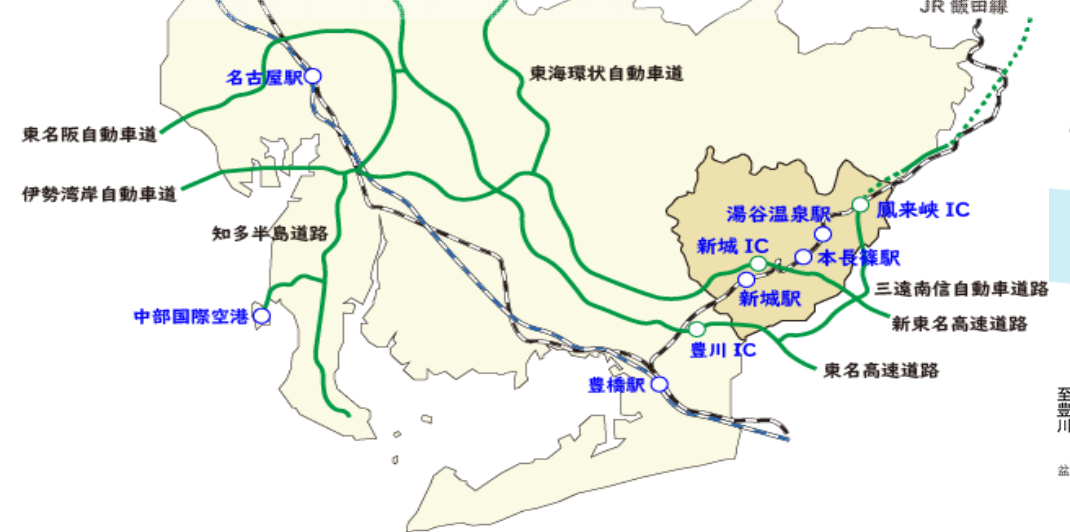 JR 飯田線
東海環状自動車道
名古屋駅
東名阪自動車道
伊勢湾岸自動車道
知多半島道路
湯谷温泉駅
鳳来峡 IC
新城 IC
本長篠駅
三遠南信自動車道路
新城駅
中部国際空港
新東名高速道路
豊川 IC
東名高速道路
豊橋駅
至豊川
盆